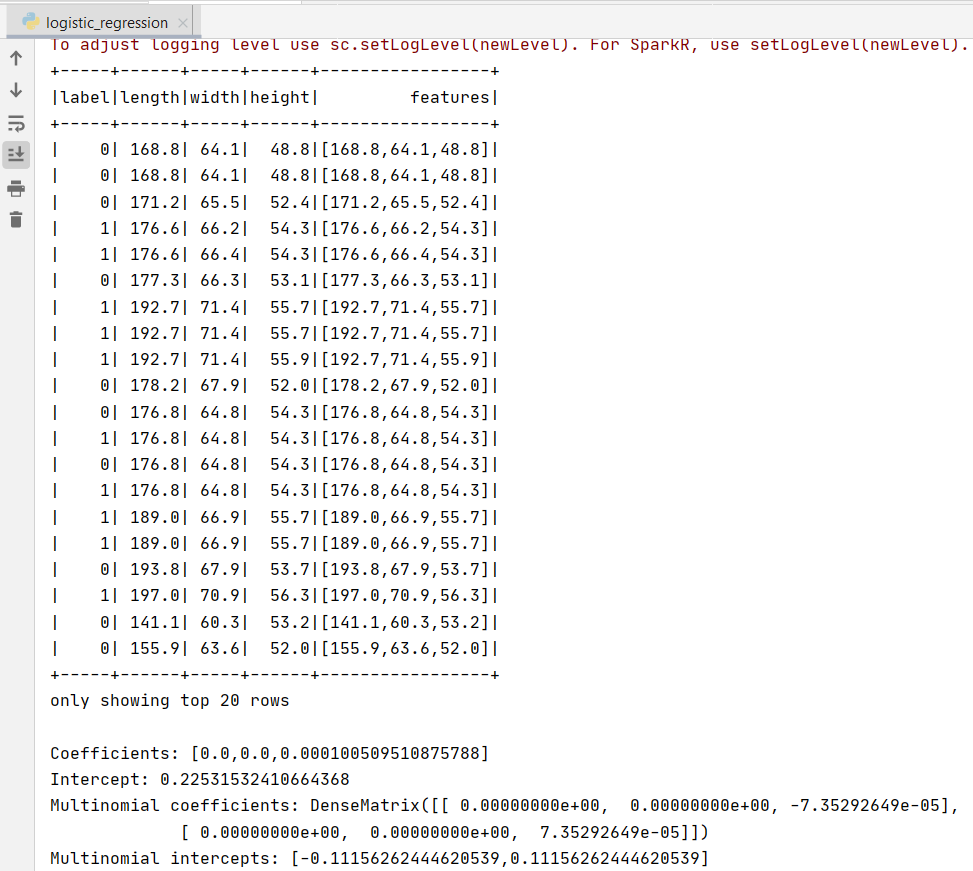 logistic_regression
To adjust logging level use sc.setLogLevel(newLevel). For SparkR, use setLogLevel(newLevel).
+-----+------+-----+------+-----------------+
|label|length|width|height|         features|
+-----+------+-----+------+-----------------+
|    0| 168.8| 64.1|  48.8|[168.8,64.1,48.8]|
|    0| 168.8| 64.1|  48.8|[168.8,64.1,48.8]|
|    0| 171.2| 65.5|  52.4|[171.2,65.5,52.4]|
|    1| 176.6| 66.2|  54.3|[176.6,66.2,54.3]|
|    1| 176.6| 66.4|  54.3|[176.6,66.4,54.3]|
|    0| 177.3| 66.3|  53.1|[177.3,66.3,53.1]|
|    1| 192.7| 71.4|  55.7|[192.7,71.4,55.7]|
|    1| 192.7| 71.4|  55.7|[192.7,71.4,55.7]|
|    1| 192.7| 71.4|  55.9|[192.7,71.4,55.9]|
|    0| 178.2| 67.9|  52.0|[178.2,67.9,52.0]|
|    0| 176.8| 64.8|  54.3|[176.8,64.8,54.3]|
|    1| 176.8| 64.8|  54.3|[176.8,64.8,54.3]|
|    0| 176.8| 64.8|  54.3|[176.8,64.8,54.3]|
|    1| 176.8| 64.8|  54.3|[176.8,64.8,54.3]|
|    1| 189.0| 66.9|  55.7|[189.0,66.9,55.7]|
|    1| 189.0| 66.9|  55.7|[189.0,66.9,55.7]|
|    0| 193.8| 67.9|  53.7|[193.8,67.9,53.7]|
|    1| 197.0| 70.9|  56.3|[197.0,70.9,56.3]|
|    0| 141.1| 60.3|  53.2|[141.1,60.3,53.2]|
|    0| 155.9| 63.6|  52.0|[155.9,63.6,52.0]|
+-----+------+-----+------+-----------------+
only showing top 20 rows
Coefficients: [0.0,0.0,0.000100509510875788]
Intercept: 0.22531532410664368
Multinomial coefficients: DenseMatrix([[ 0.00000000e+00,  0.00000000e+00, -7.35292649e-05],
             [ 0.00000000e+00,  0.00000000e+00,  7.35292649e-05]])
Multinomial intercepts: [-0.11156262444620539,0.11156262444620539]